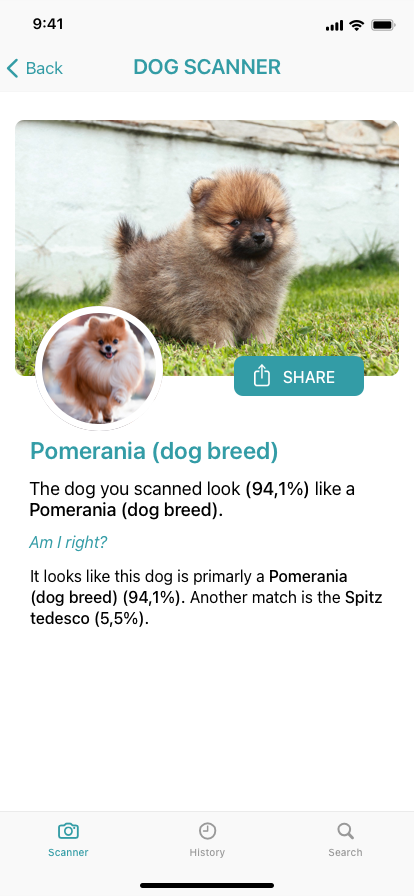 9:41
Back
DOG SCANNER
SHARE
Pomerania (dog breed)
The dog you scanned look (94,1%) like a
Pomerania (dog breed).
Am I right?
It looks like this dog is primarly a Pomerania
(dog breed) (94,1%). Another match is the Spitz
tedesco (5,5%).
Scanner
History
Search